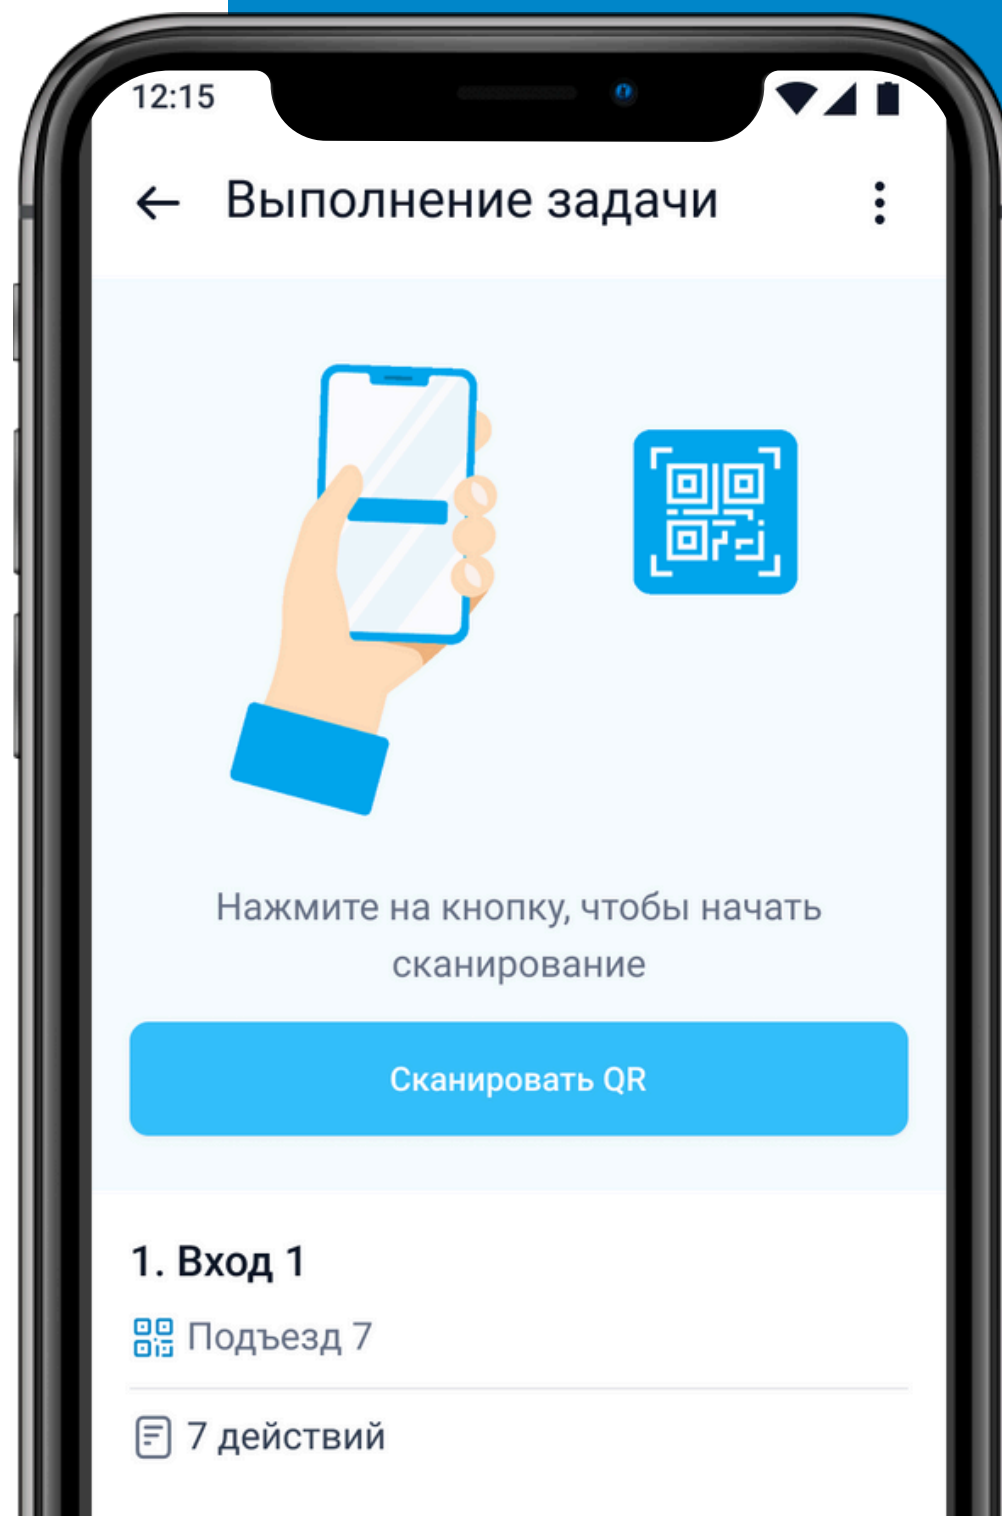 12:15
Выполнение задачи
Нажмите на кнопку, чтобы начать
сканирование
Сканировать QR
1. Вход 1
Подъезд 7
7 действий